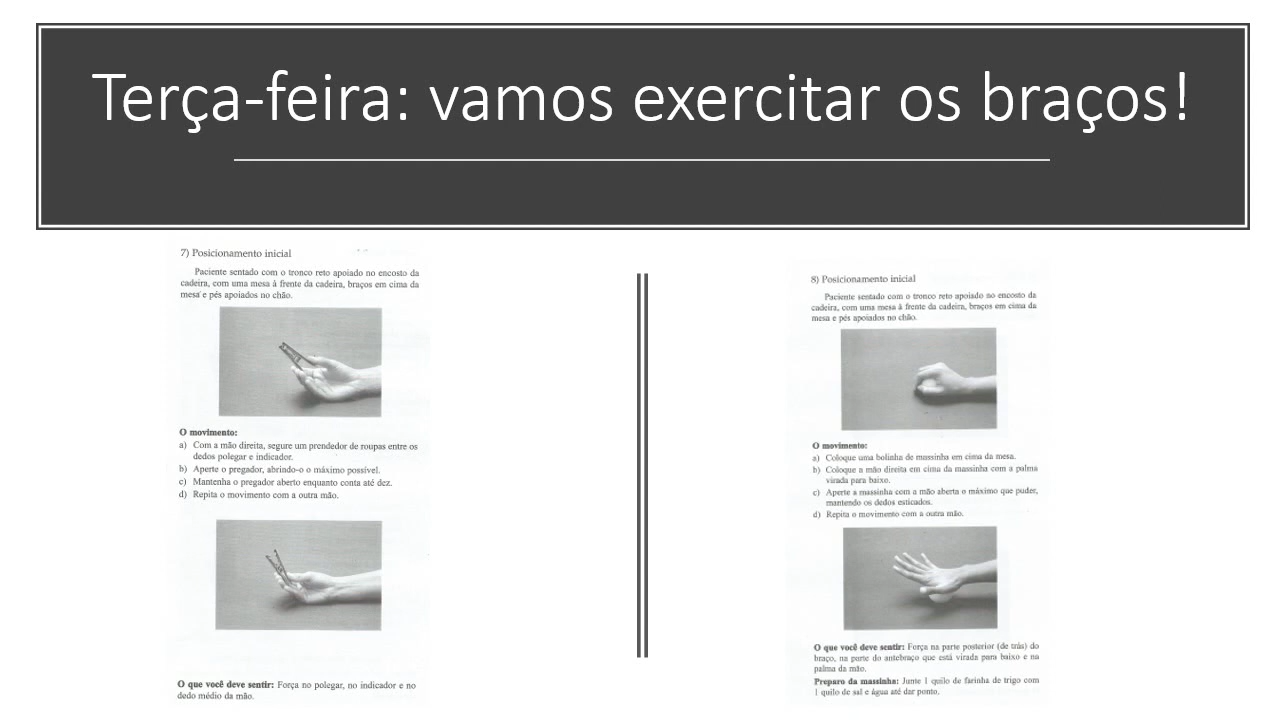 Terça-feira: vamos exercitar os braços!
7) Posicionamento inicial
Paciente sentado com o tronco reto apoiado no encosto da
cadeira, com uma mesa à frente da cadeira, braços em cima da
mesa e pés apoiados no chão.
O movimento:
a) Com a mão direita, segure um prendedor de roupas entre os
dedos polegar e indicador.
b) Aperte o pregador, abrindo-o o máximo possível.
c) Mantenha o pregador aberto enquanto conta até dez.
d) Repita o movimento com a outra mão.
O que você deve sentir: Força no polegar, no indicador e no
dedo médio da mão.
8) Posicionamento inicial
Paciente sentado com o tronco reto apoiado no encosto da
cadeira, com uma mesa à frente da cadeira, braços em cima da
mesa e pés apoiados no chão.
O movimento:
a) Coloque uma bolinha de massinha em cima da mesa.
b) Coloque a mão direita em cima da massinha com a palma
virada para baixo.
c) Aperte a massinha com a mão aberta o máximo que puder,
mantendo os dedos esticados.
d) Repita o movimento com a outra mão.
O que você deve sentir: Força na parte posterior (de trás) do
braço, na parte do antebraço que está virada para baixo e na
palma da mão.
Preparo da massinha: Junte 1 quilo de farinha de trigo com
1 quilo de sal e água até dar ponto.